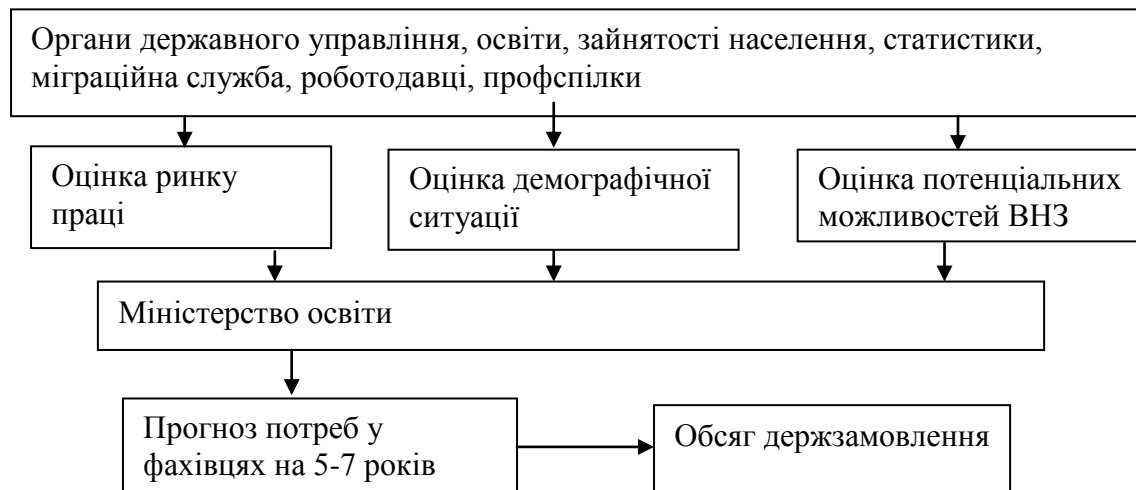 Органи державного управління, освіти, зайнятості населення, статистики,
міграційна служба, роботодавці, профспілки
Оцінка ринку
праці
Оцінка демографічної
ситуації
Оцінка потенціальних
можливостей ВНЗ
Міністерство освіти
Прогноз потреб у
фахівцях на 5-7 років
Обсяг держзамовлення